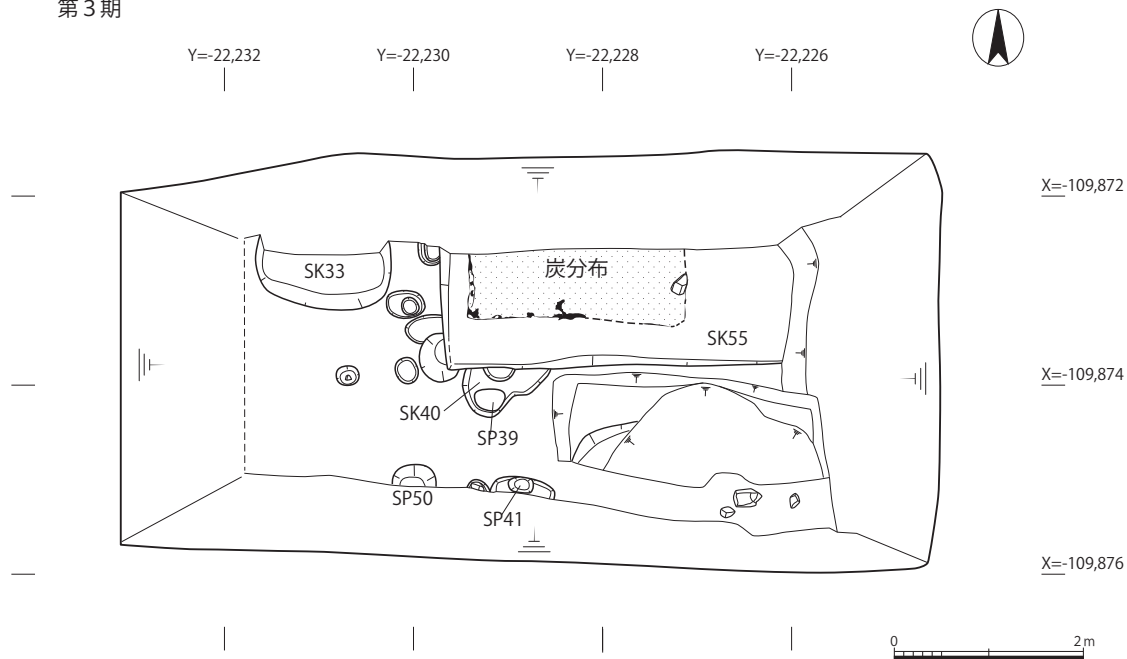 第３期
Y=-22,232
Y=-22,230
Y=-22,228
Y=-22,226
X=-109,872
SK33
炭分布
SK55
X=-109,874
SK40
SP39
SP50
SP41
X=-109,876
0
2m